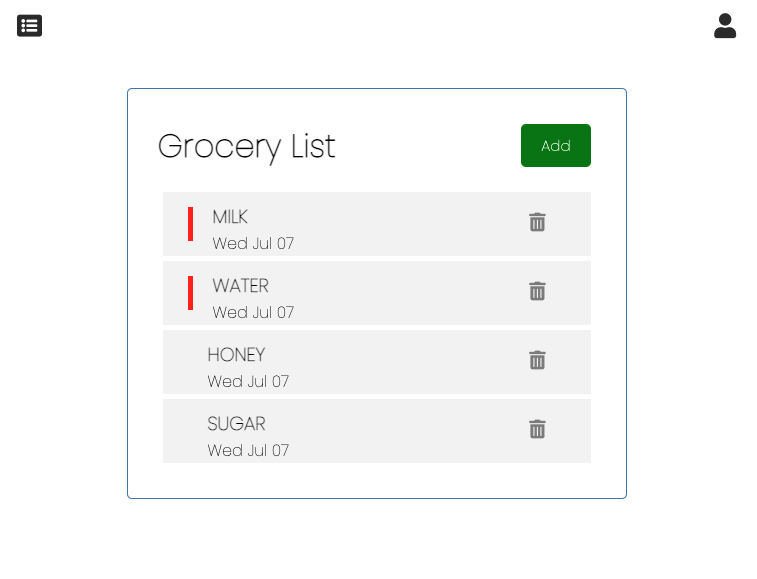 Grocery List
Add
MILK
Wed Jul 07
WATER
Wed Jul 07
HONEY
Wed Jul 07
SUGAR
Wed Jul 07